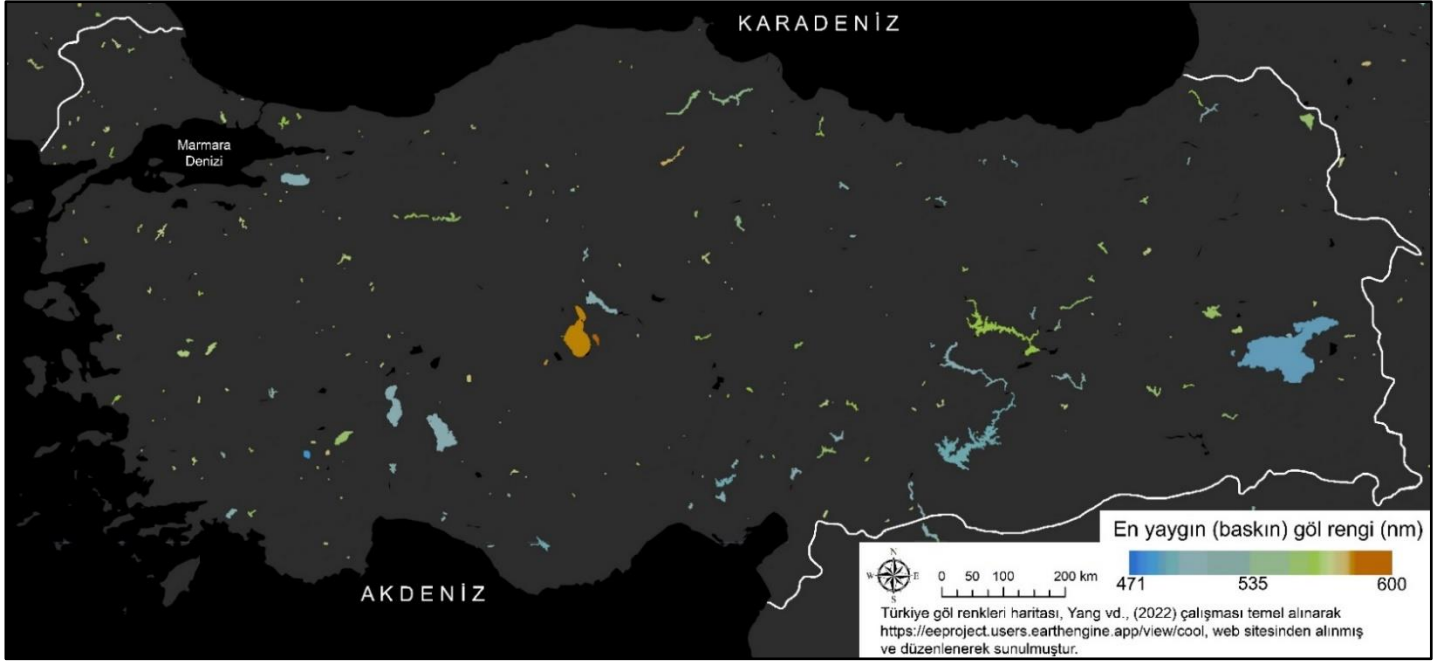 KARADENİZ
Marmara
Denizi
AKDENİZ
En yaygın (baskın) göl rengi (nm)
471 535 600
N
W E
S
0 50 100 200 km
Türkiye göl renkleri haritası, Yang vd., (2022) çalışması temel alınarak
https://eeproject.users.earthengine.app/view/cool, web sitesinden alınmış
ve düzenlenerek sunulmuştur.